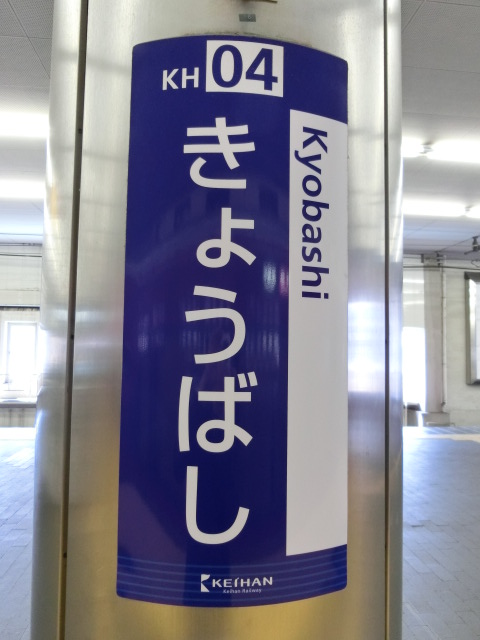 KH 04
きょうばし
Kyobashi
KEIHAN
Keihan Railway